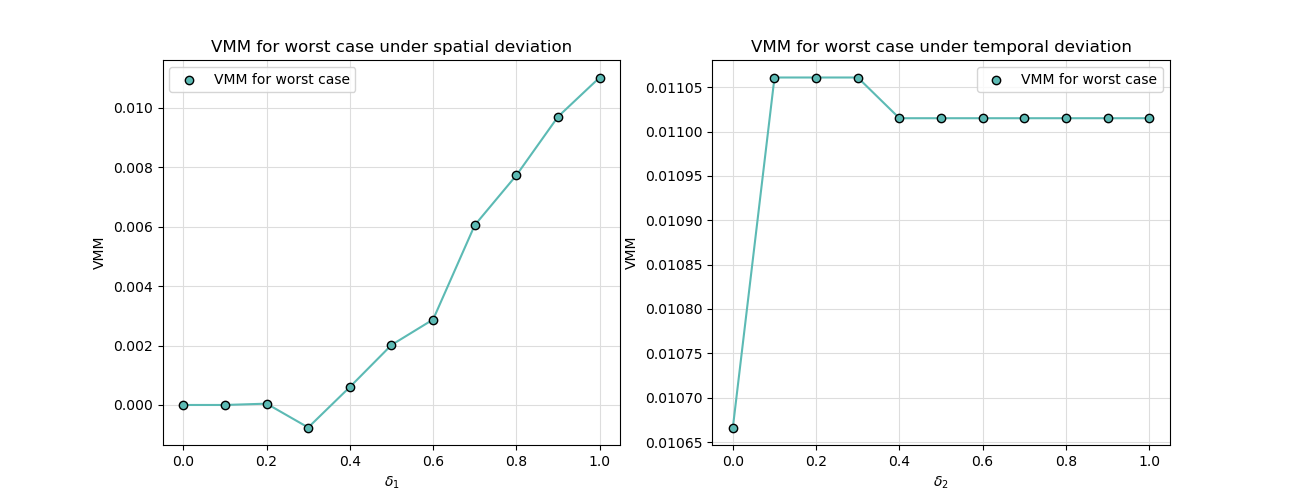 VMM for worst case under spatial deviation
VMM for worst case
0.010
0.008
0.006
0.004
0.002
0.000
VMM
0.0 0.2 0.4 0.6 0.8 1.0
δ₁
VMM for worst case under temporal deviation
VMM for worst case
0.01105
0.01100
0.01095
0.01090
0.01085
0.01080
0.01075
0.01070
0.01065
VMM
0.0 0.2 0.4 0.6 0.8 1.0
δ₂